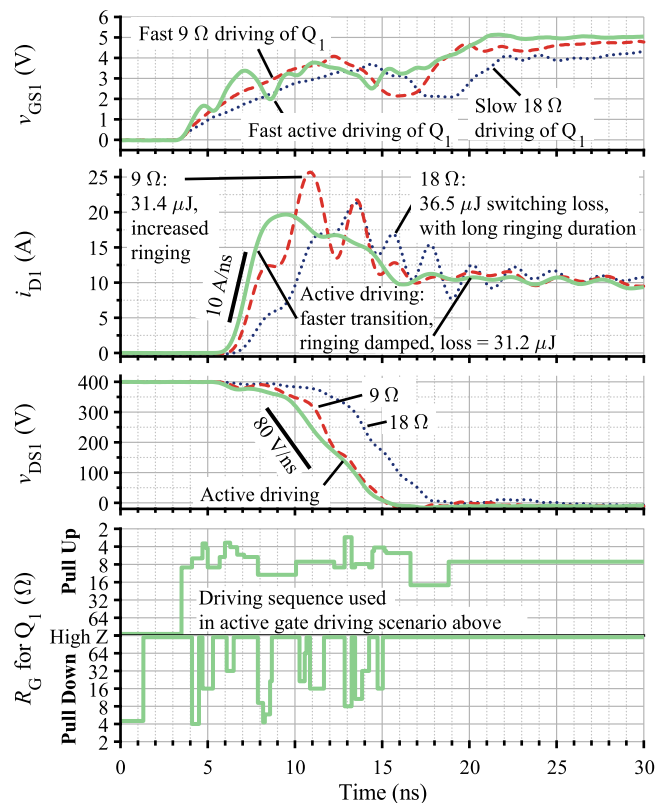 6
5
4
3
2
1
0
v_GS1 (V)
Fast 9 Ω driving of Q_1
Fast active driving of Q_1
Slow 18 Ω
driving of Q_1
25
20
15
10
5
0
i_D1 (A)
9 Ω:
31.4 μJ,
increased
ringing
18 Ω:
36.5 μJ switching loss,
with long ringing duration
10 A/ns
Active driving:
faster transition,
ringing damped, loss = 31.2 μJ
400
300
200
100
0
v_DS1 (V)
9 Ω
18 Ω
80 V/ns
Active driving
R_G for Q_1 (Ω)
Pull Up
Pull Down
2
4
8
16
32
64
High Z
64
32
16
8
4
2
Driving sequence used
in active gate driving scenario above
0 5 10 15 20 25 30
Time (ns)